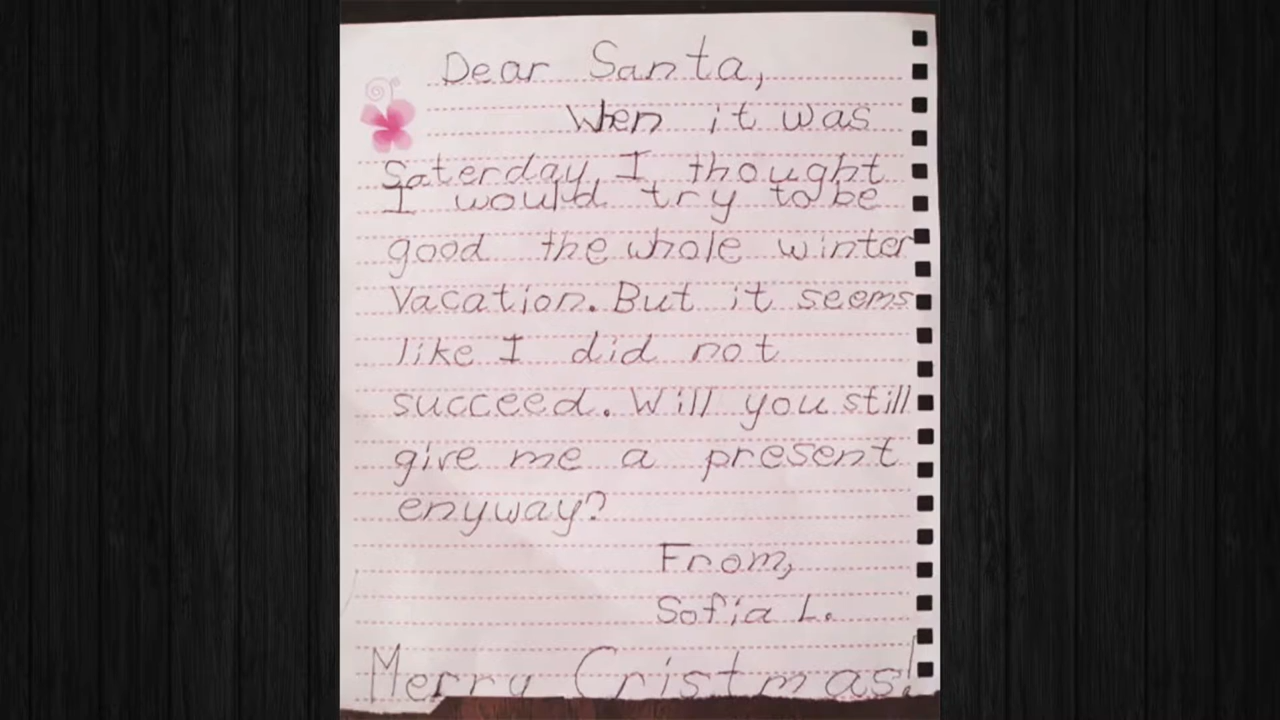 Dear Santa,
When it was
Saterday, I thought
I would try to be
good the whole winter
vacation. But it seems
like I did not
succeed. Will you still
give me a present
enyway?
From,
Sofia L.
Merry Cristmas!